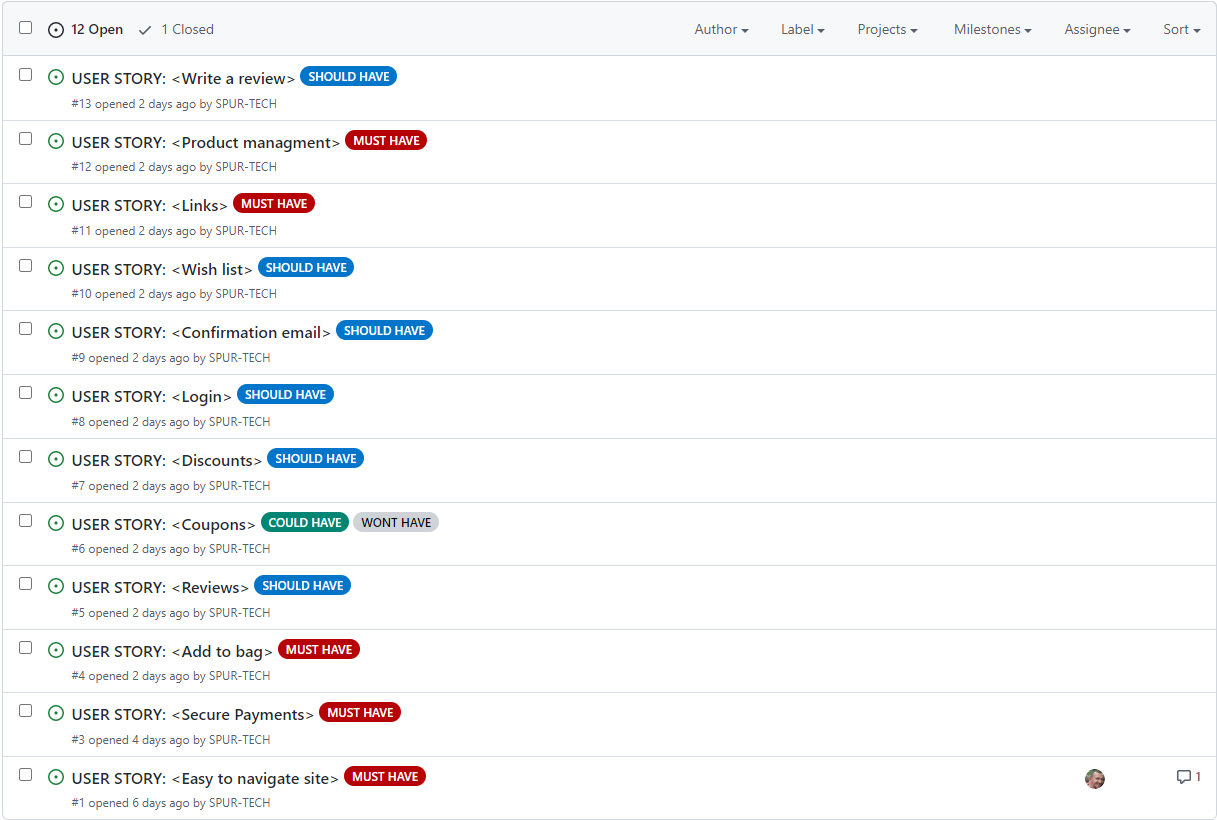 12 Open 1 Closed Author Label Projects Milestones Assignee Sort
USER STORY: <Write a review> SHOULD HAVE
#13 opened 2 days ago by SPUR-TECH
USER STORY: <Product managment> MUST HAVE
#12 opened 2 days ago by SPUR-TECH
USER STORY: <Links> MUST HAVE
#11 opened 2 days ago by SPUR-TECH
USER STORY: <Wish list> SHOULD HAVE
#10 opened 2 days ago by SPUR-TECH
USER STORY: <Confirmation email> SHOULD HAVE
#9 opened 2 days ago by SPUR-TECH
USER STORY: <Login> SHOULD HAVE
#8 opened 2 days ago by SPUR-TECH
USER STORY: <Discounts> SHOULD HAVE
#7 opened 2 days ago by SPUR-TECH
USER STORY: <Coupons> COULD HAVE WONT HAVE
#6 opened 2 days ago by SPUR-TECH
USER STORY: <Reviews> SHOULD HAVE
#5 opened 2 days ago by SPUR-TECH
USER STORY: <Add to bag> MUST HAVE
#4 opened 2 days ago by SPUR-TECH
USER STORY: <Secure Payments> MUST HAVE
#3 opened 4 days ago by SPUR-TECH
USER STORY: <Easy to navigate site> MUST HAVE 1
#1 opened 6 days ago by SPUR-TECH